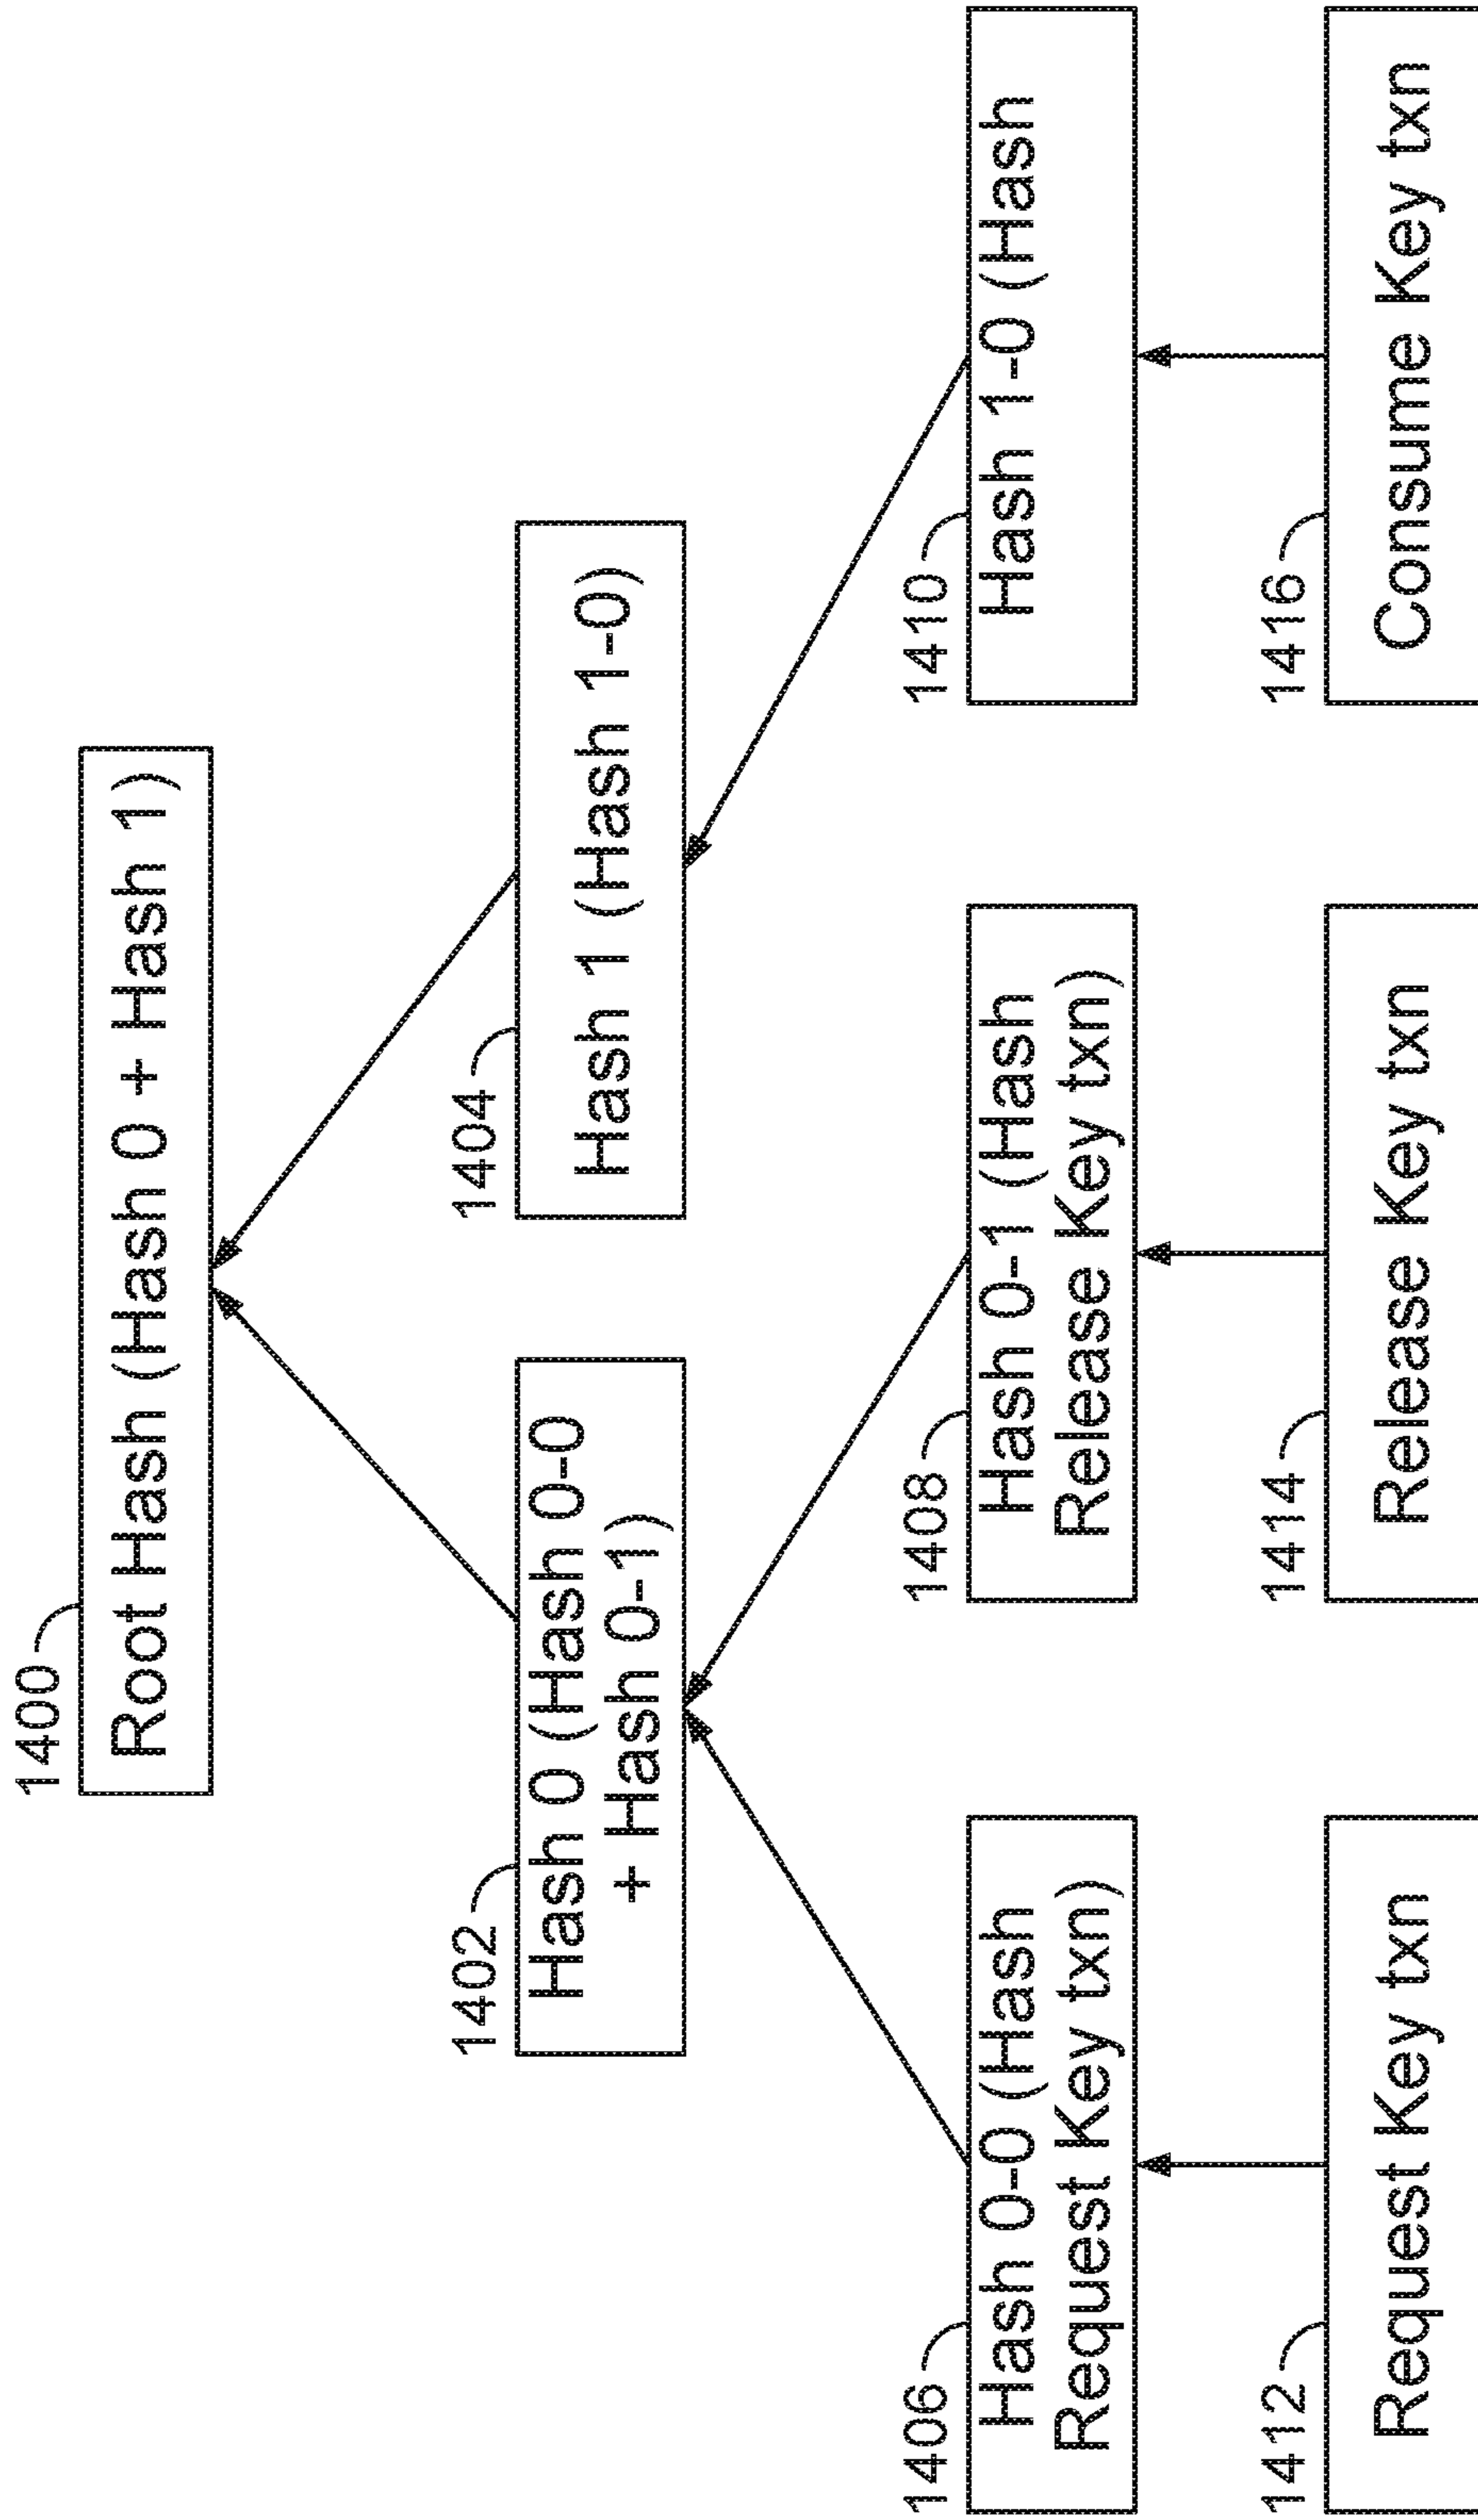 1400
Root Hash (Hash 0 + Hash 1)
1402
Hash 0 (Hash 0-0
+ Hash 0-1)
1404
Hash 1 (Hash 1-0)
1406
Hash 0-0 (Hash
Request Key txn)
1408
Hash 0-1 (Hash
Release Key txn)
1410
Hash 1-0 (Hash
1412
Request Key txn
1414
Release Key txn
1416
Consume Key txn